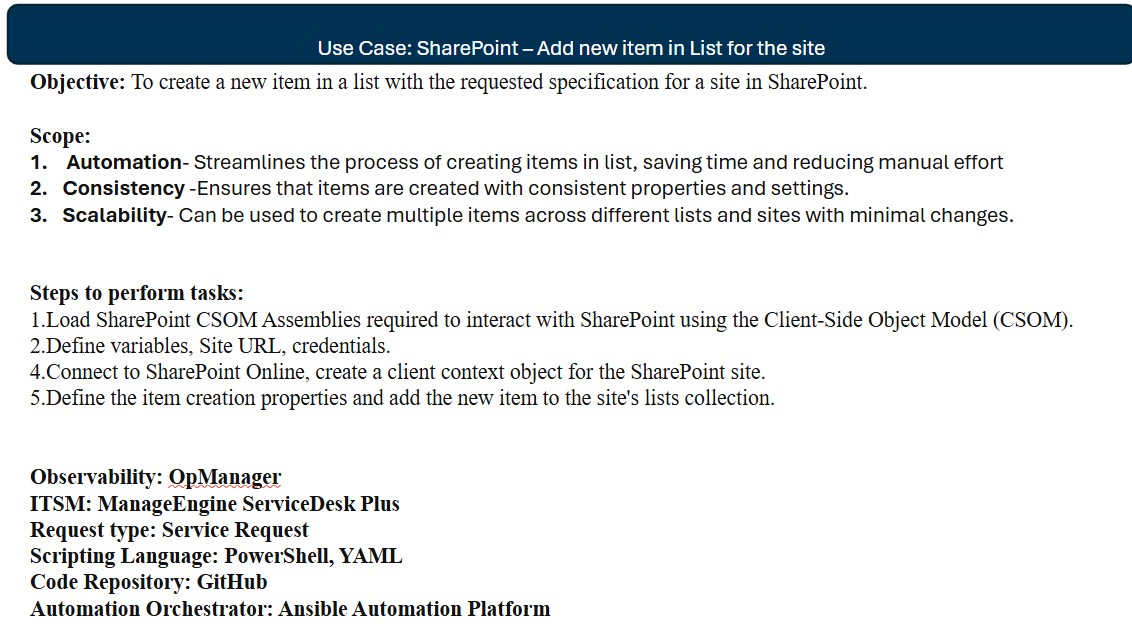 Use Case: SharePoint – Add new item in List for the site
Objective: To create a new item in a list with the requested specification for a site in SharePoint.
Scope:
1. Automation- Streamlines the process of creating items in list, saving time and reducing manual effort
2. Consistency -Ensures that items are created with consistent properties and settings.
3. Scalability- Can be used to create multiple items across different lists and sites with minimal changes.
Steps to perform tasks:
1.Load SharePoint CSOM Assemblies required to interact with SharePoint using the Client-Side Object Model (CSOM).
2.Define variables, Site URL, credentials.
4.Connect to SharePoint Online, create a client context object for the SharePoint site.
5.Define the item creation properties and add the new item to the site's lists collection.
Observability: OpManager
ITSM: ManageEngine ServiceDesk Plus
Request type: Service Request
Scripting Language: PowerShell, YAML
Code Repository: GitHub
Automation Orchestrator: Ansible Automation Platform